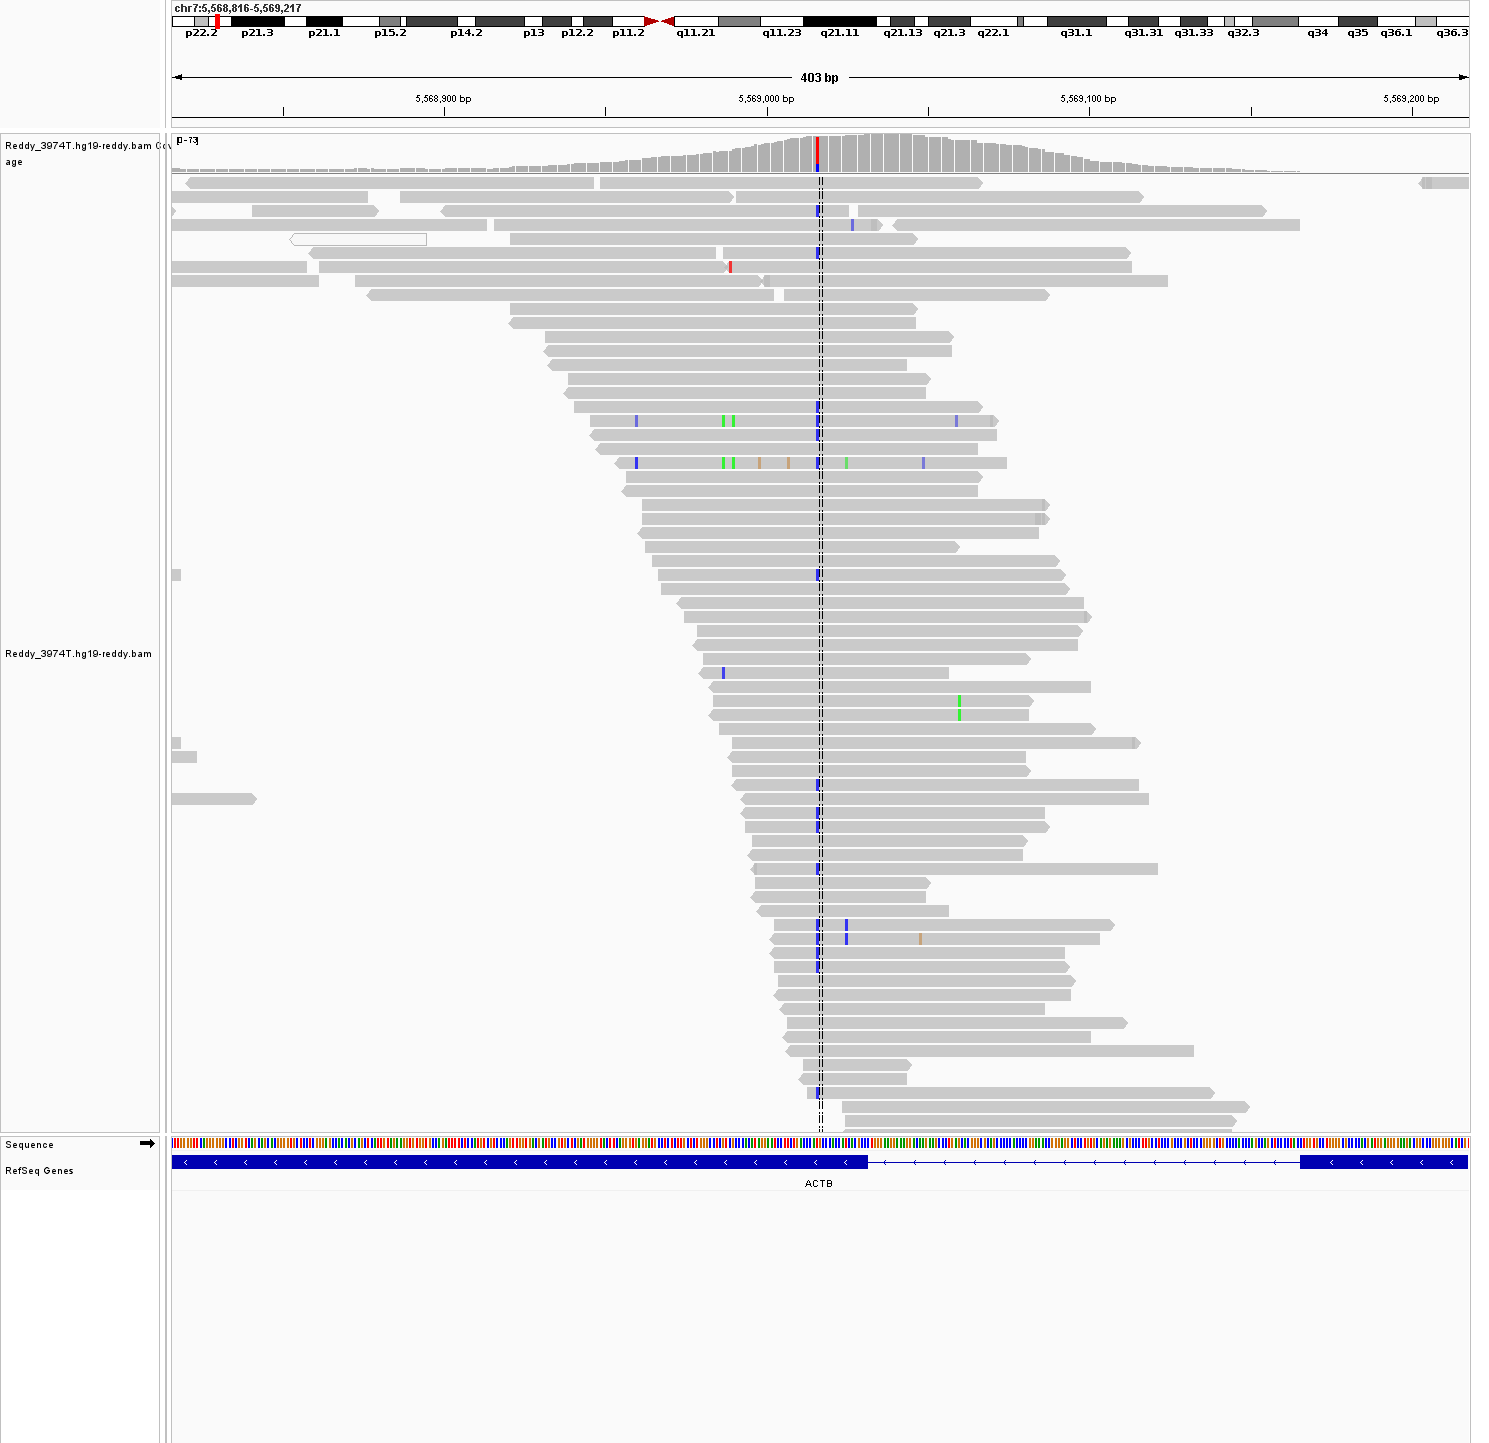 chr7:5,568,816-5,569,217
p22.2 p21.3 p21.1 p15.2 p14.2 p13 p12.2 p11.2 q11.21 q11.23 q21.11 q21.13 q21.3 q22.1 q31.1 q31.31 q31.33 q32.3 q34 q35 q36.1 q36.3
403 bp
5,568,900 bp 5,569,000 bp 5,569,100 bp 5,569,200 bp
Reddy_3974T.hg19-reddy.bam Cov
age
[0-73]
Reddy_3974T.hg19-reddy.bam
Sequence
RefSeq Genes
ACTB